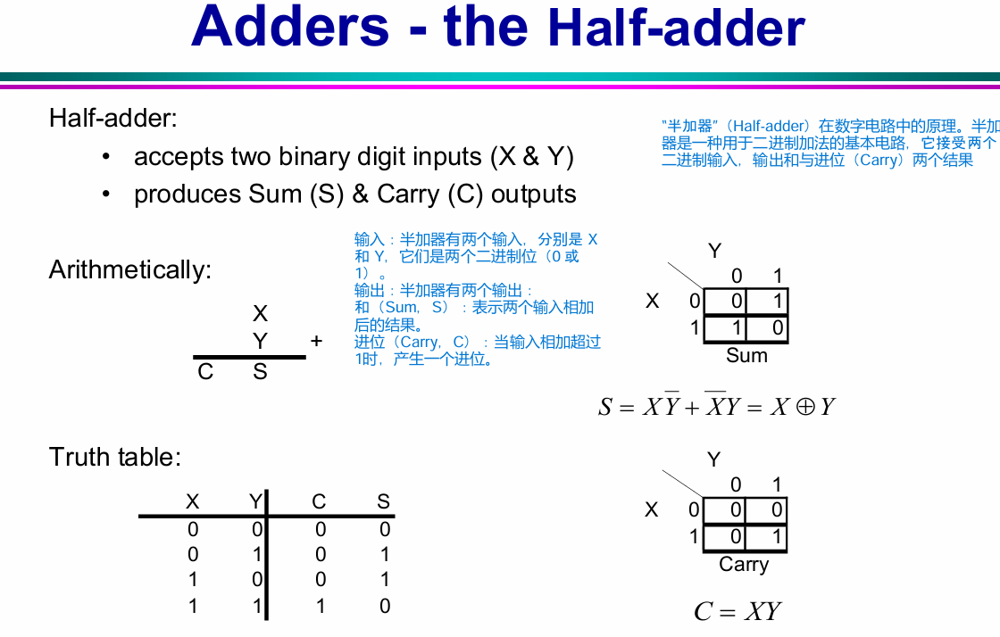 Adders - the Half-adder
Half-adder:
• accepts two binary digit inputs (X & Y)
• produces Sum (S) & Carry (C) outputs
“半加器”（Half-adder）在数字电路中的原理。半加
器是一种用于二进制加法的基本电路，它接受两个
二进制输入，输出和与进位（Carry）两个结果
Arithmetically:
X
Y +
C S
输入：半加器有两个输入，分别是 X
和 Y，它们是两个二进制位（0 或
1）。
输出：半加器有两个输出：
和（Sum，S）：表示两个输入相加
后的结果。
进位（Carry，C）：当输入相加超过
1时，产生一个进位。
Y
0 1
X 0 0 1
1 1 0
Sum
S = XY̅ + X̅Y = X ⊕ Y
Truth table:
X Y C S
0 0 0 0
0 1 0 1
1 0 0 1
1 1 1 0
Y
0 1
X 0 0 0
1 0 1
Carry
C = XY